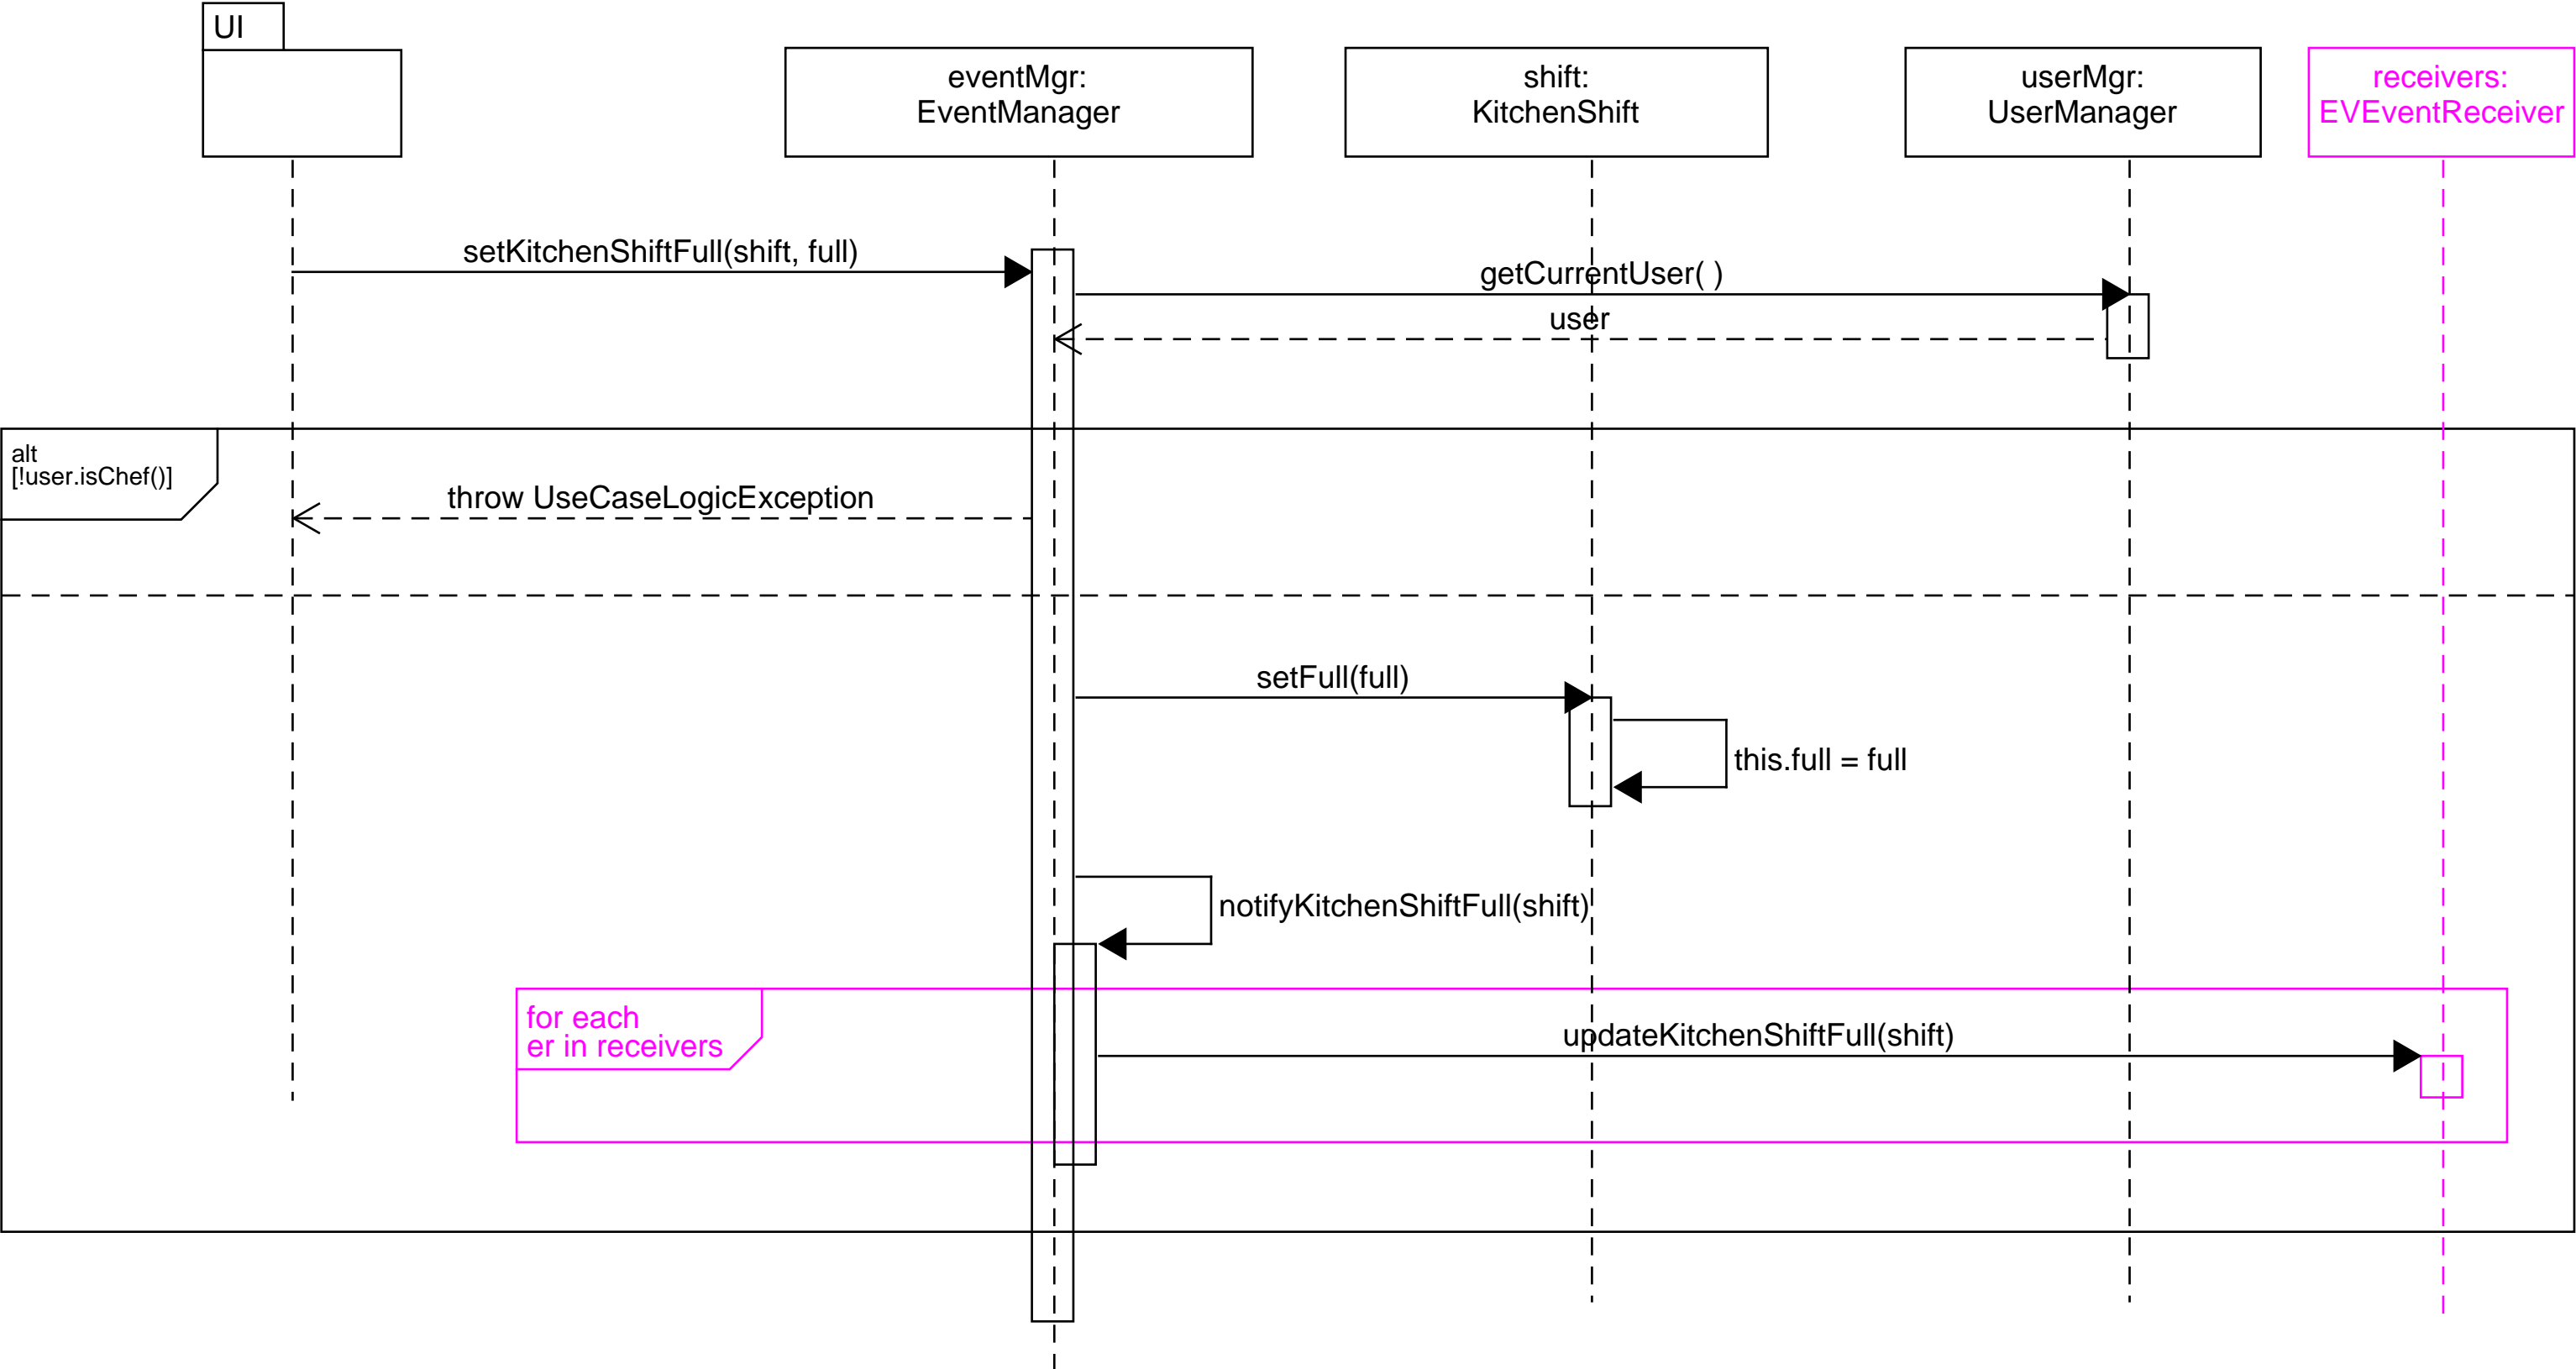 UI
eventMgr:
EventManager
shift:
KitchenShift
userMgr:
UserManager
receivers:
EVEventReceiver
setKitchenShiftFull(shift, full)
getCurrentUser( )
user
alt
[!user.isChef()]
throw UseCaseLogicException
setFull(full)
this.full = full
notifyKitchenShiftFull(shift)
for each
er in receivers
updateKitchenShiftFull(shift)